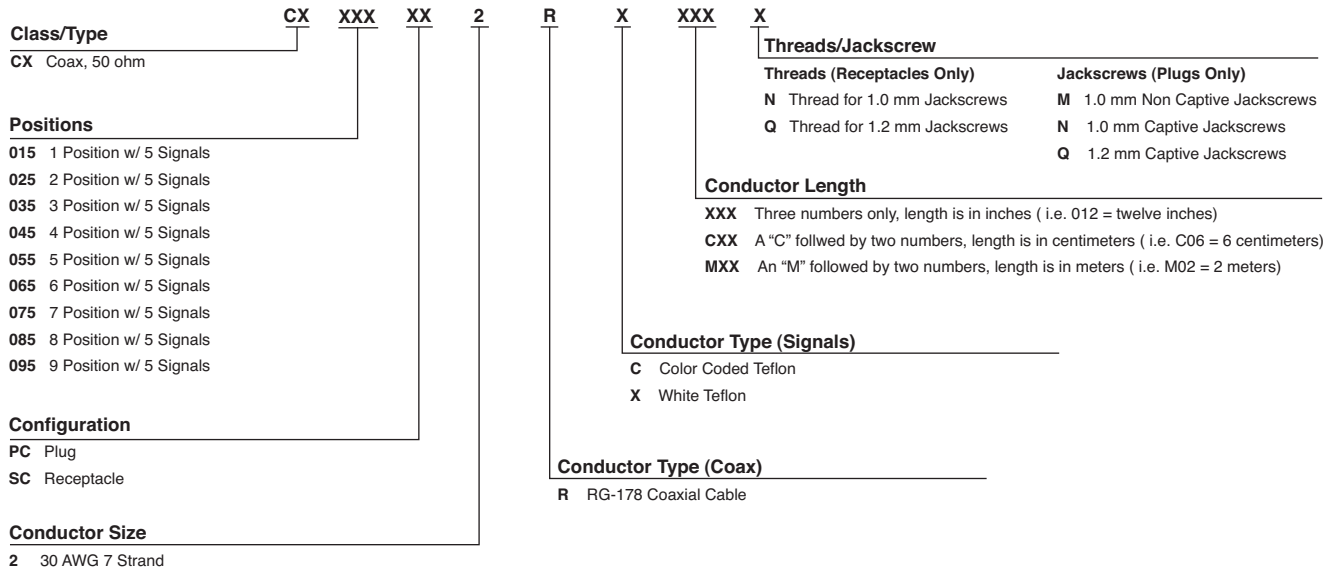 CX XXX XX 2 R X XXX X
Class/Type
CX Coax, 50 ohm
Positions
015 1 Position w/ 5 Signals
025 2 Position w/ 5 Signals
035 3 Position w/ 5 Signals
045 4 Position w/ 5 Signals
055 5 Position w/ 5 Signals
065 6 Position w/ 5 Signals
075 7 Position w/ 5 Signals
085 8 Position w/ 5 Signals
095 9 Position w/ 5 Signals
Configuration
PC Plug
SC Receptacle
Conductor Size
2 30 AWG 7 Strand
Threads/Jackscrew
Threads (Receptacles Only)
N Thread for 1.0 mm Jackscrews
Q Thread for 1.2 mm Jackscrews
Jackscrews (Plugs Only)
M 1.0 mm Non Captive Jackscrews
N 1.0 mm Captive Jackscrews
Q 1.2 mm Captive Jackscrews
Conductor Length
XXX Three numbers only, length is in inches ( i.e. 012 = twelve inches)
CXX A “C” follwed by two numbers, length is in centimeters ( i.e. C06 = 6 centimeters)
MXX An “M” followed by two numbers, length is in meters ( i.e. M02 = 2 meters)
Conductor Type (Signals)
C Color Coded Teflon
X White Teflon
Conductor Type (Coax)
R RG-178 Coaxial Cable